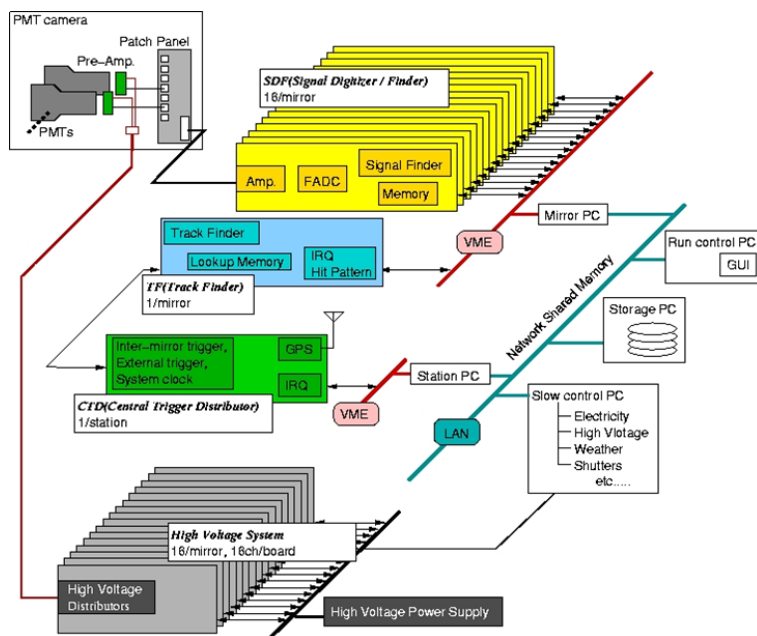 PMT camera
Patch Panel
Pre-Amp.
PMTs
SDF(Signal Digitizer / Finder)
16/mirror
Signal Finder
Amp.
FADC
Memory
Track Finder
Lookup Memory
IRQ
Hit Pattern
TF(Track Finder)
1/mirror
VME
Mirror PC
Run control PC
GUI
Network Shared Memory
Storage PC
Inter-mirror trigger,
External trigger,
System clock
GPS
IRQ
CTD(Central Trigger Distributor)
1/station
VME
Station PC
LAN
Slow control PC
Electricity
High Vlotage
Weather
Shutters
etc.....
High Voltage System
16/mirror, 16ch/board
High Voltage
Distributors
High Voltage Power Supply